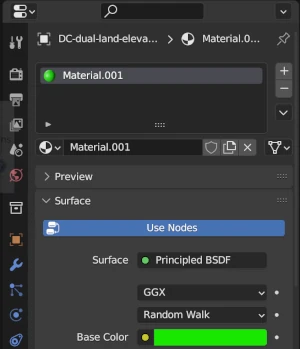 DC-dual-land-eleva... Material.0...
Material.001
Material.001
Preview
Surface
Use Nodes
Surface Principled BSDF
GGX
Random Walk
Base Color